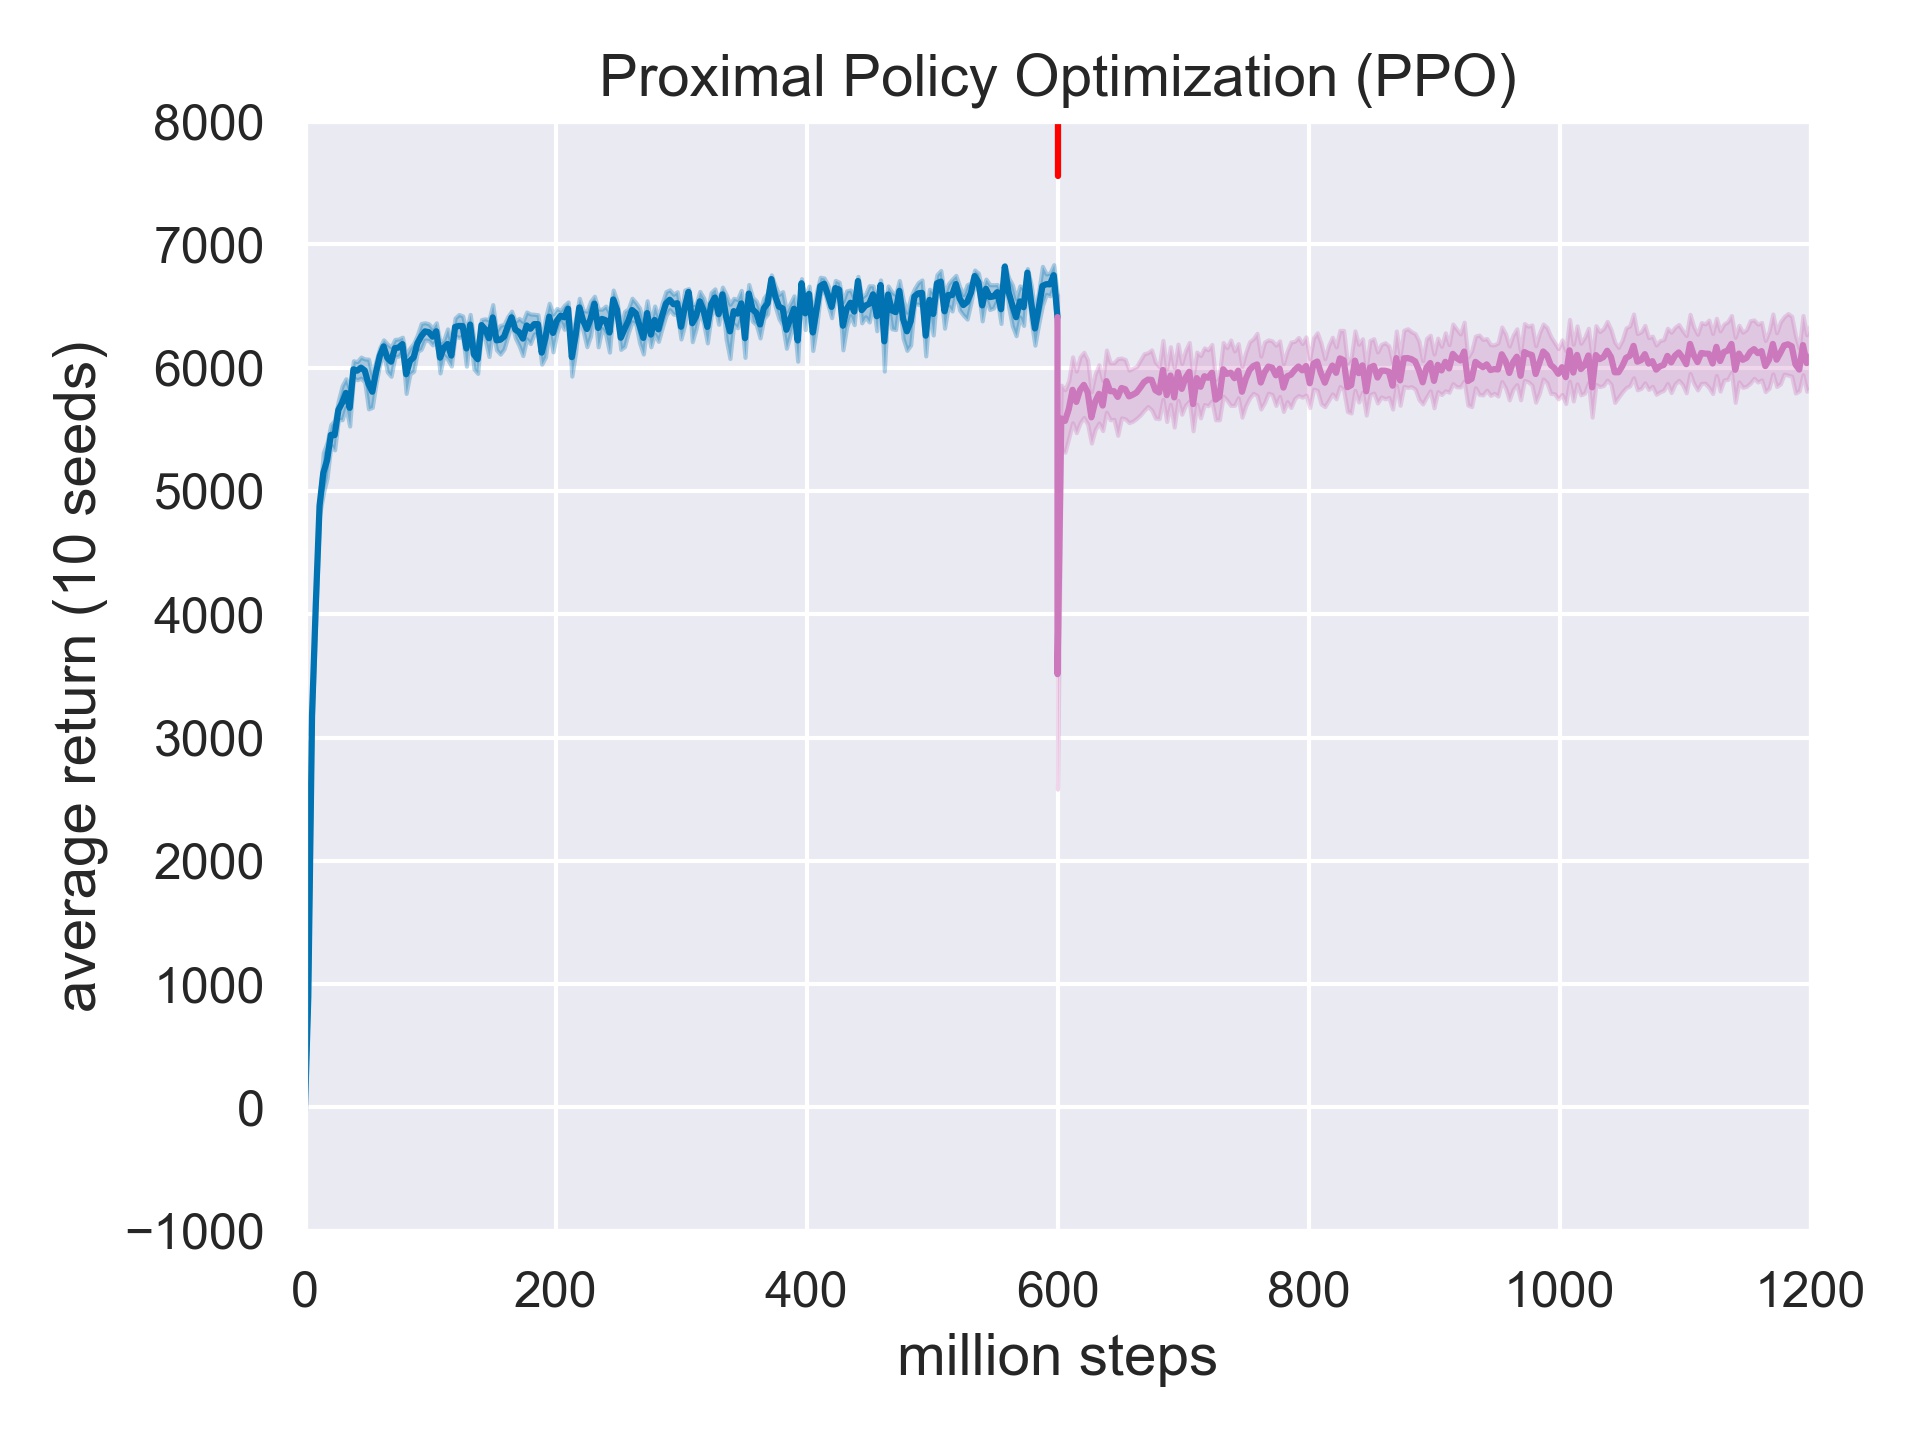 Proximal Policy Optimization (PPO)
8000
7000
6000
5000
4000
3000
2000
1000
0
−1000
average return (10 seeds)
0 200 400 600 800 1000 1200
million steps